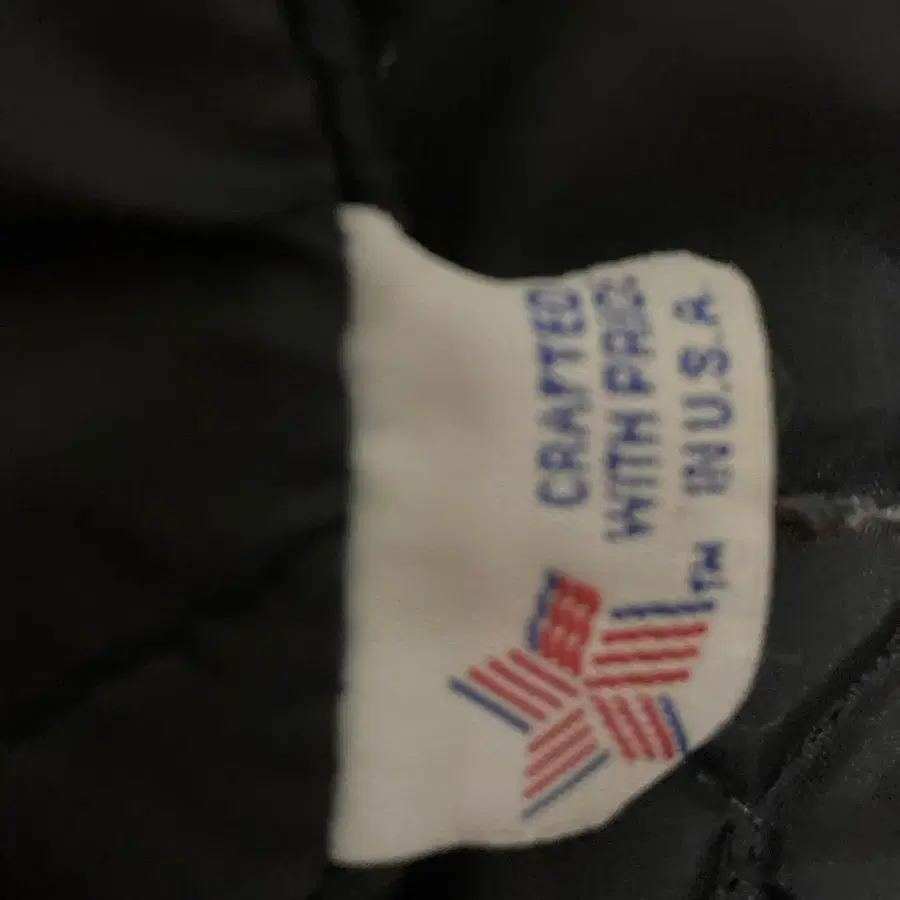 CRAFTED
WITH PRIDE
IN U.S.A
TM